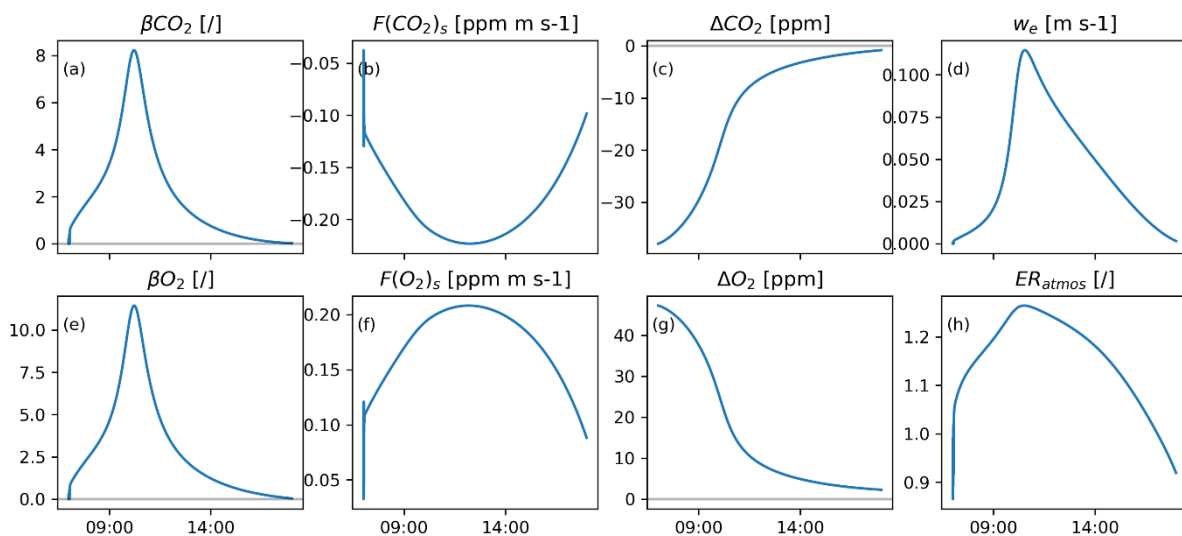 βCO₂ [/]
F(CO₂)ₛ [ppm m s-1]
ΔCO₂ [ppm]
wₑ [m s-1]
(a)
8
6
4
2
0
(b)
−0.05
−0.10
−0.15
−0.20
(c)
0
−10
−20
−30
(d)
0.100
0.075
0.050
0.025
0.000
βO₂ [/]
F(O₂)ₛ [ppm m s-1]
ΔO₂ [ppm]
ERₐₜₘₒₛ [/]
(e)
10.0
7.5
5.0
2.5
0.0
09:00 14:00
(f)
0.20
0.15
0.10
0.05
09:00 14:00
(g)
40
30
20
10
0
09:00 14:00
(h)
1.2
1.1
1.0
0.9
09:00 14:00